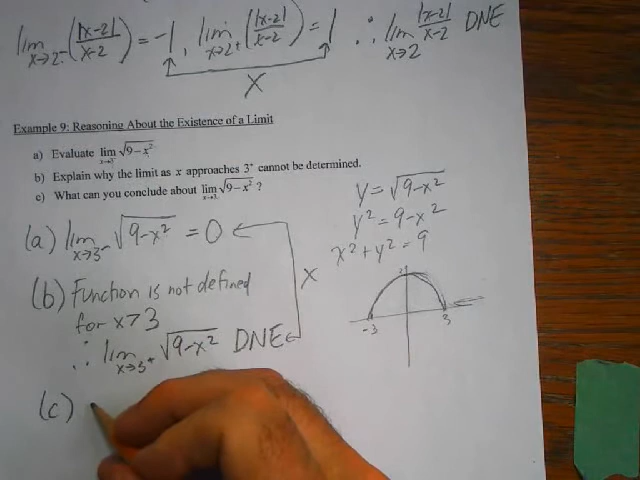 lim x→2⁻ (|x-2|/x-2) = -1, lim x→2⁺ (|x-2|/x-2) = 1 ∴ lim x→2 |x-2|/x-2 DNE
X
Example 9: Reasoning About the Existence of a Limit
a) Evaluate lim x→3⁻ √9-x²
b) Explain why the limit as x approaches 3⁺ cannot be determined.
c) What can you conclude about lim x→3 √9-x² ?
y = √9-x²
y² = 9-x²
x² + y² = 9
(a) lim x→3⁻ √9-x² = 0
(b) Function is not defined
for x>3
∴ lim x→3⁺ √9-x² DNE
X
-3 3
(c)